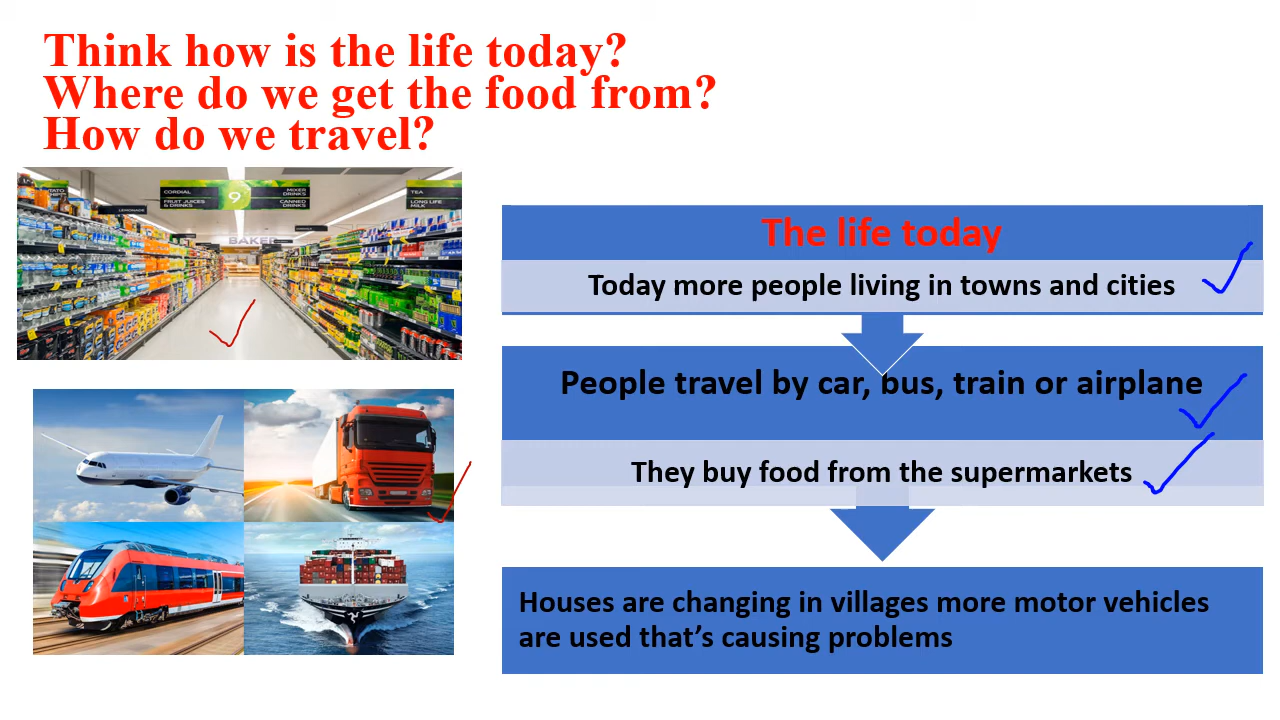 Think how is the life today?
Where do we get the food from?
How do we travel?
CORDIAL
FRUIT JUICES
& DRINKS
9
MIXER
DRINKS
CANNED
DRINKS
TEA
LONG LIFE
MILK
LEMONADE
The life today
Today more people living in towns and cities
People travel by car, bus, train or airplane
They buy food from the supermarkets
Houses are changing in villages more motor vehicles
are used that’s causing problems